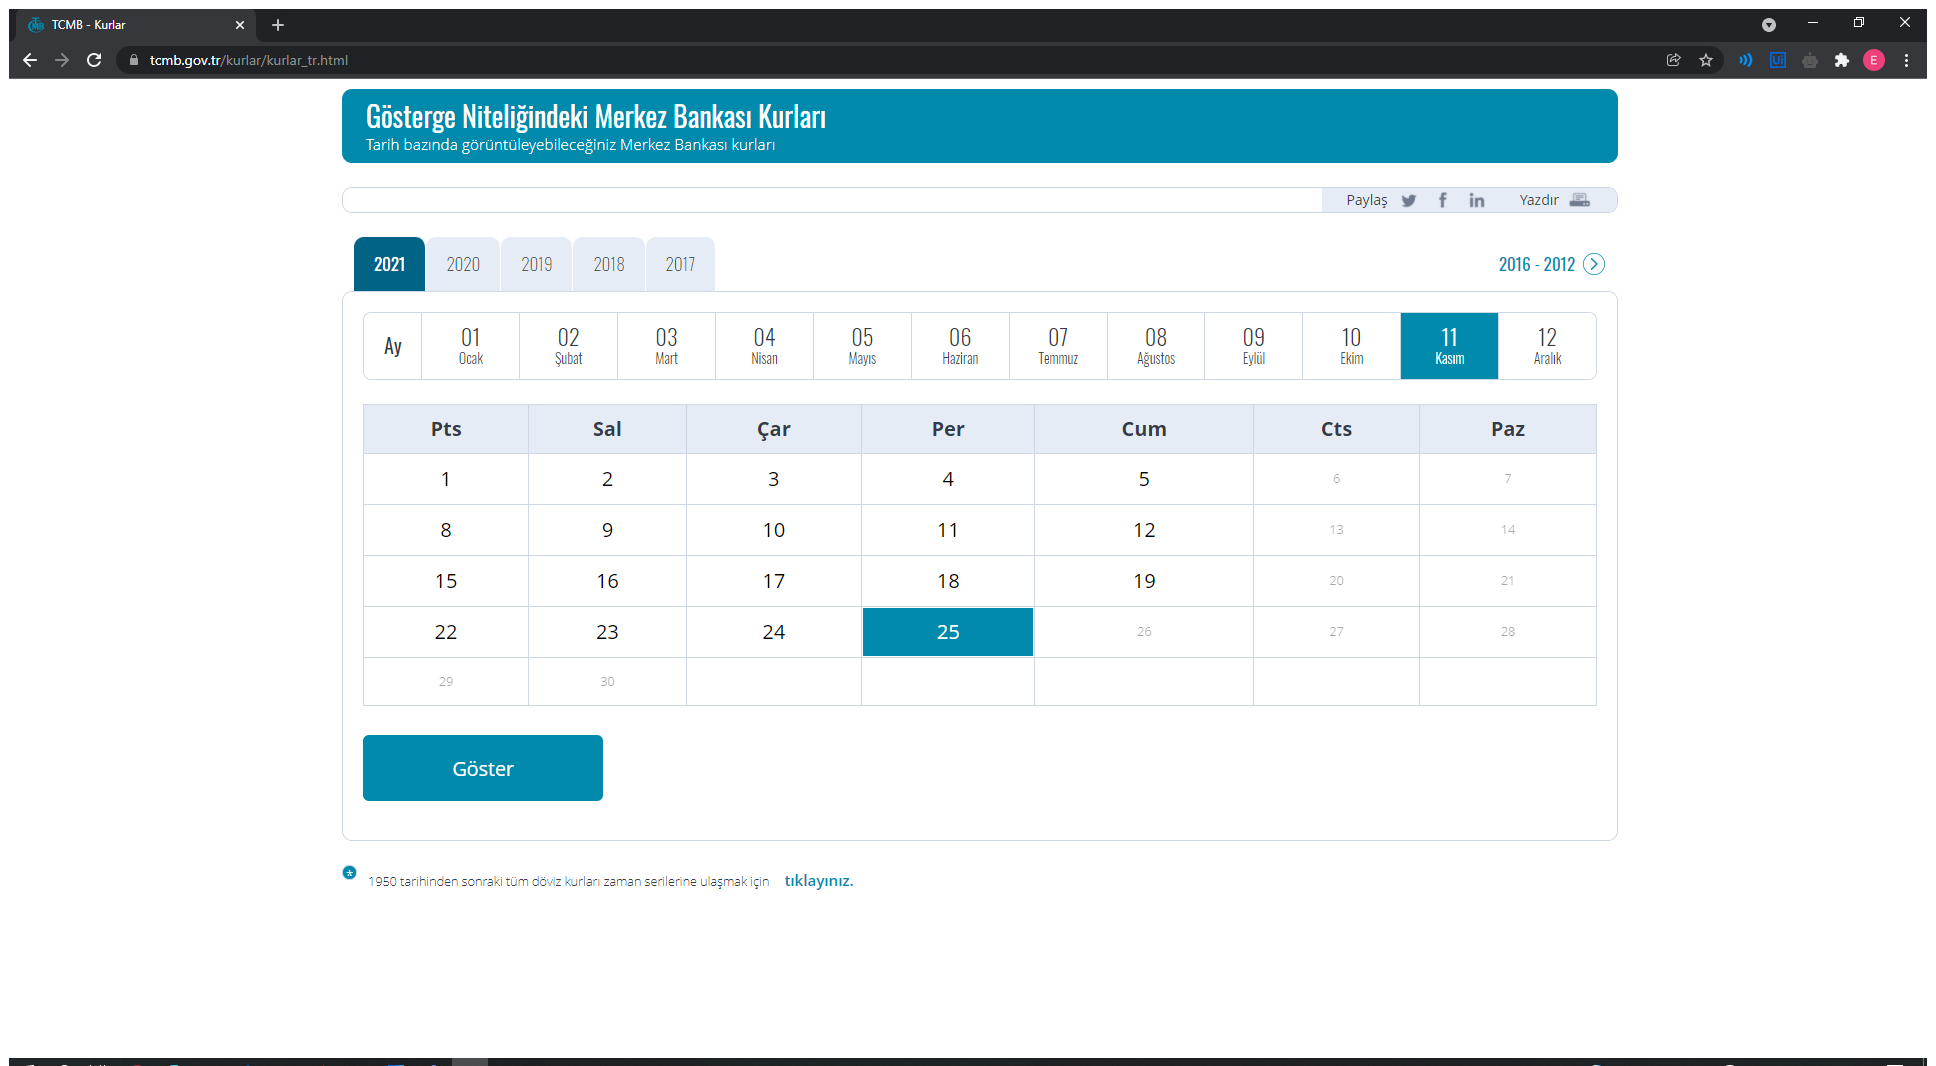 TCMB - Kurlar
tcmb.gov.tr/kurlar/kurlar_tr.html
E
Gösterge Niteliğindeki Merkez Bankası Kurları
Tarih bazında görüntüleyebileceğiniz Merkez Bankası kurları
Paylaş Yazdır
2021 2020 2019 2018 2017 2016 - 2012
Ay 01 02 03 04 05 06 07 08 09 10 11 12
Ocak Şubat Mart Nisan Mayıs Haziran Temmuz Ağustos Eylül Ekim Kasım Aralık
Pts Sal Çar Per Cum Cts Paz
1 2 3 4 5 6 7
8 9 10 11 12 13 14
15 16 17 18 19 20 21
22 23 24 25 26 27 28
29 30
Göster
1950 tarihinden sonraki tüm döviz kurları zaman serilerine ulaşmak için tıklayınız.